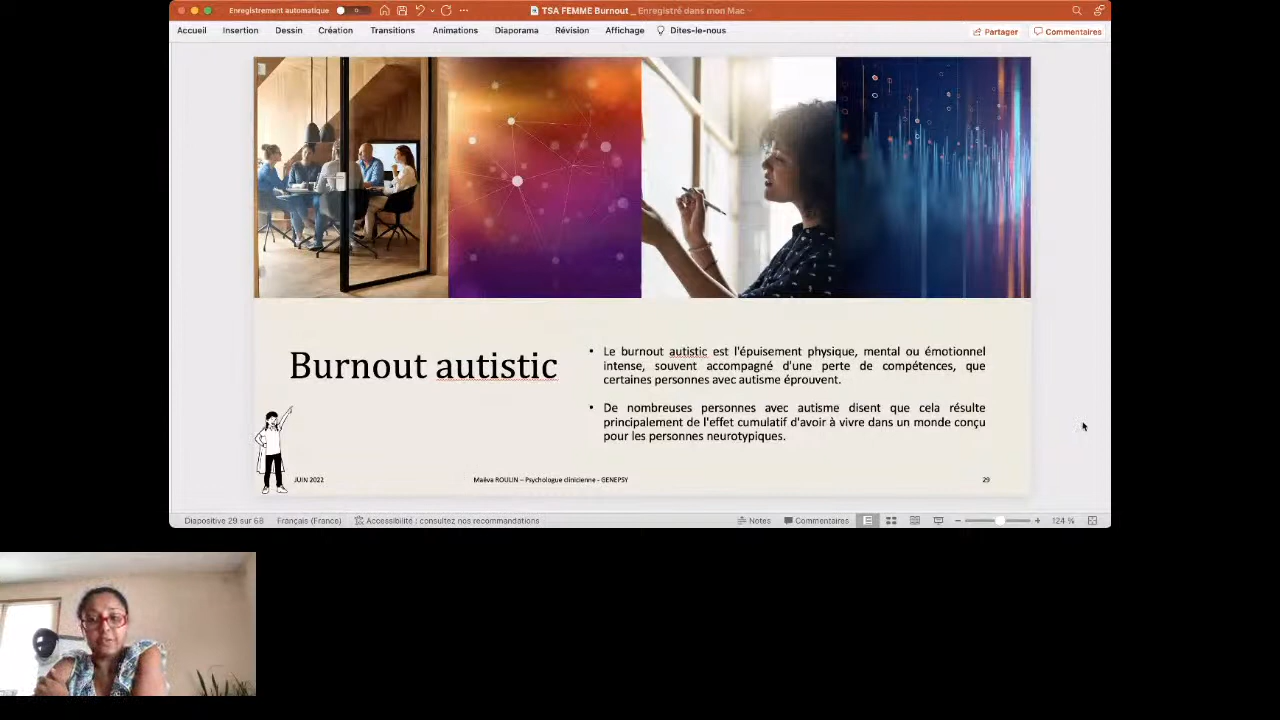 Enregistrement automatique
TSA FEMME Burnout _ Enregistré dans mon Mac
Accueil Insertion Dessin Création Transitions Animations Diaporama Révision Affichage Dites-le-nous Partager Commentaires
Burnout autistic
• Le burnout autistic est l'épuisement physique, mental ou émotionnel
intense, souvent accompagné d'une perte de compétences, que
certaines personnes avec autisme éprouvent.
• De nombreuses personnes avec autisme disent que cela résulte
principalement de l'effet cumulatif d'avoir à vivre dans un monde conçu
pour les personnes neurotypiques.
JUIN 2022 Maëva ROULIN – Psychologue clinicienne - GENEPSY 29
Diapositive 29 sur 68 Français (France) Accessibilité : consultez nos recommandations Notes Commentaires 124 %